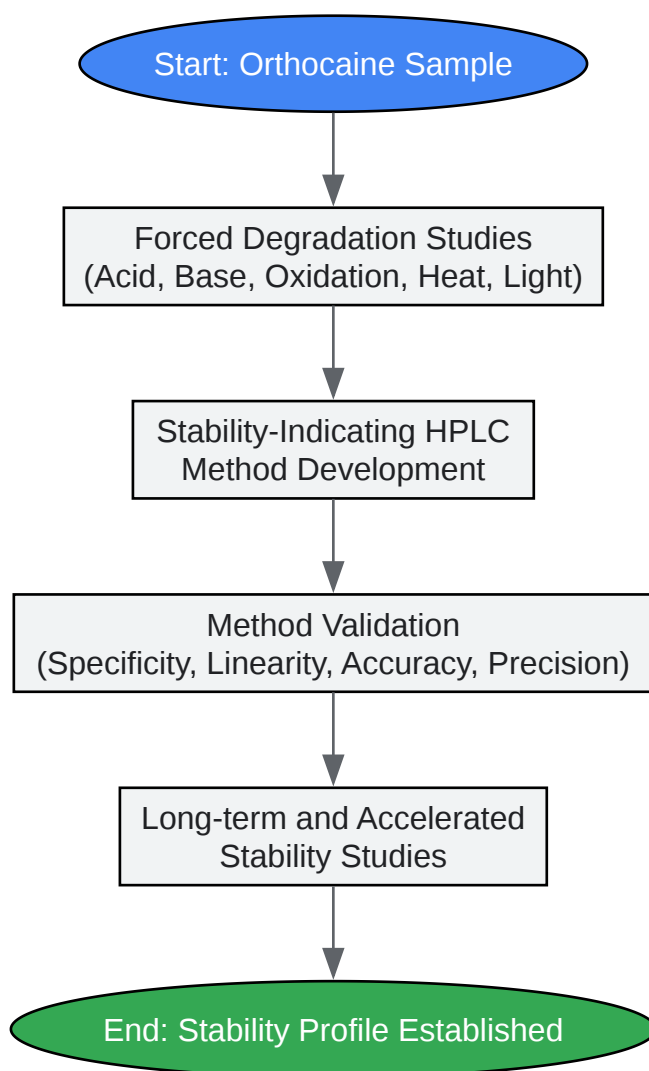 Start: Orthocaine Sample
Forced Degradation Studies
(Acid, Base, Oxidation, Heat, Light)
Stability-Indicating HPLC
Method Development
Method Validation
(Specificity, Linearity, Accuracy, Precision)
Long-term and Accelerated
Stability Studies
End: Stability Profile Established